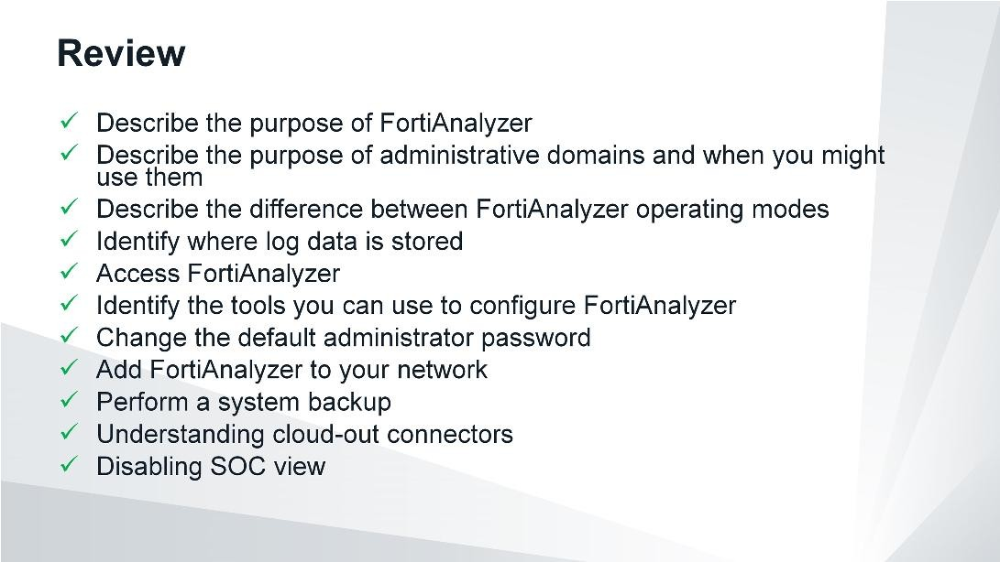 Review
✓ Describe the purpose of FortiAnalyzer
✓ Describe the purpose of administrative domains and when you might
use them
✓ Describe the difference between FortiAnalyzer operating modes
✓ Identify where log data is stored
✓ Access FortiAnalyzer
✓ Identify the tools you can use to configure FortiAnalyzer
✓ Change the default administrator password
✓ Add FortiAnalyzer to your network
✓ Perform a system backup
✓ Understanding cloud-out connectors
✓ Disabling SOC view